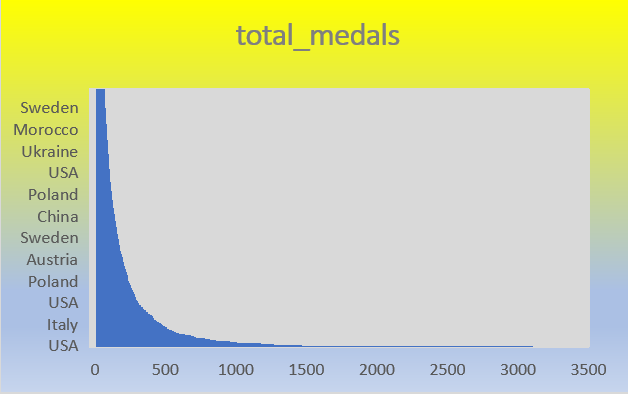 total_medals
Sweden
Morocco
Ukraine
USA
Poland
China
Sweden
Austria
Poland
USA
Italy
USA
0 500 1000 1500 2000 2500 3000 3500